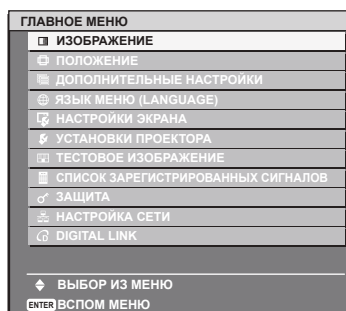 ГЛАВНОЕ МЕНЮ
ИЗОБРАЖЕНИЕ
ПОЛОЖЕНИЕ
ДОПОЛНИТЕЛЬНЫЕ НАСТРОЙКИ
ЯЗЫК МЕНЮ (LANGUAGE)
НАСТРОЙКИ ЭКРАНА
УСТАНОВКИ ПРОЕКТОРА
ТЕСТОВОЕ ИЗОБРАЖЕНИЕ
СПИСОК ЗАРЕГИСТРИРОВАННЫХ СИГНАЛОВ
ЗАЩИТА
НАСТРОЙКА СЕТИ
DIGITAL LINK
ВЫБОР ИЗ МЕНЮ
ENTER ВСПОМ МЕНЮ